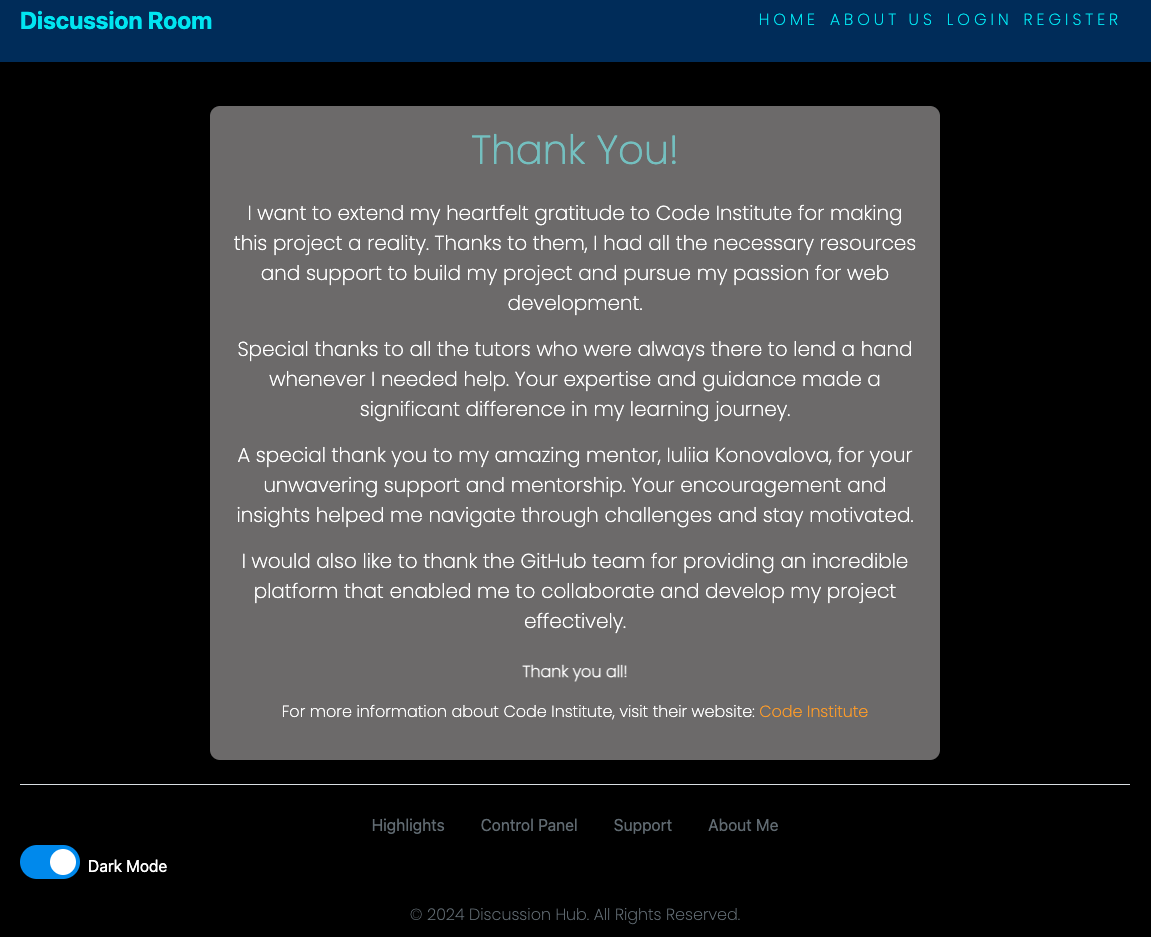 Discussion Room
HOME ABOUT US LOGIN REGISTER
Thank You!
I want to extend my heartfelt gratitude to Code Institute for making
this project a reality. Thanks to them, I had all the necessary resources
and support to build my project and pursue my passion for web
development.
Special thanks to all the tutors who were always there to lend a hand
whenever I needed help. Your expertise and guidance made a
significant difference in my learning journey.
A special thank you to my amazing mentor, Iuliia Konovalova, for your
unwavering support and mentorship. Your encouragement and
insights helped me navigate through challenges and stay motivated.
I would also like to thank the GitHub team for providing an incredible
platform that enabled me to collaborate and develop my project
effectively.
Thank you all!
For more information about Code Institute, visit their website: Code Institute
Highlights Control Panel Support About Me
Dark Mode
© 2024 Discussion Hub. All Rights Reserved.